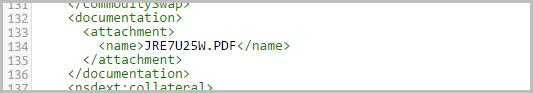 131 </commoditySwap>
132 <documentation>
133 <attachment>
134 <name>JRE7U25W.PDF</name>
135 </attachment>
136 </documentation>
137 <nsdext:collateral>